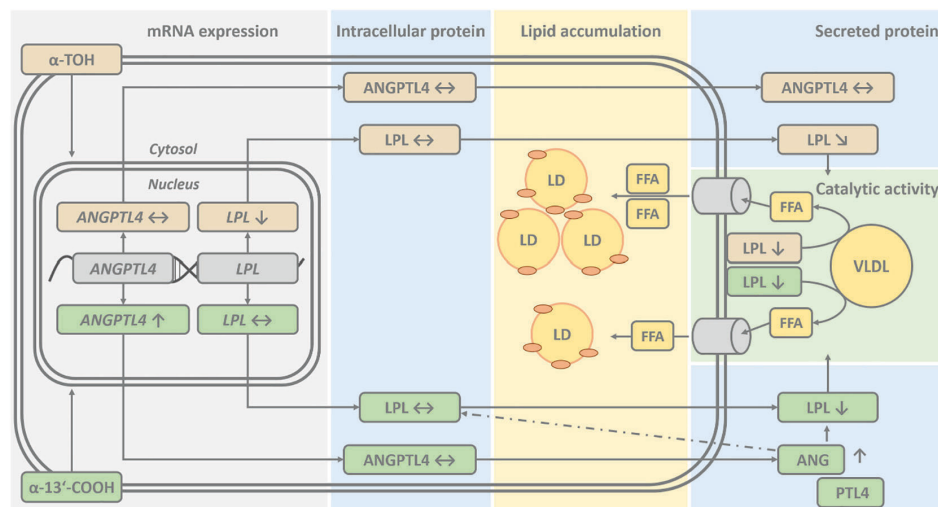 mRNA expression
Intracellular protein
Lipid accumulation
Secreted protein
α-TOH
ANGPTL4 ↔
ANGPTL4 ↔
LPL ↔
LPL ↘
Cytosol
Nucleus
Catalytic activity
ANGPTL4 ↔
LPL ↓
LD
FFA
FFA
FFA
LD
LD
LPL ↓
ANGPTL4
LPL
VLDL
LPL ↓
ANGPTL4 ↑
LPL ↔
LD
FFA
FFA
LPL ↔
LPL ↓
ANGPTL4 ↔
ANG ↑
α-13‘-COOH
PTL4